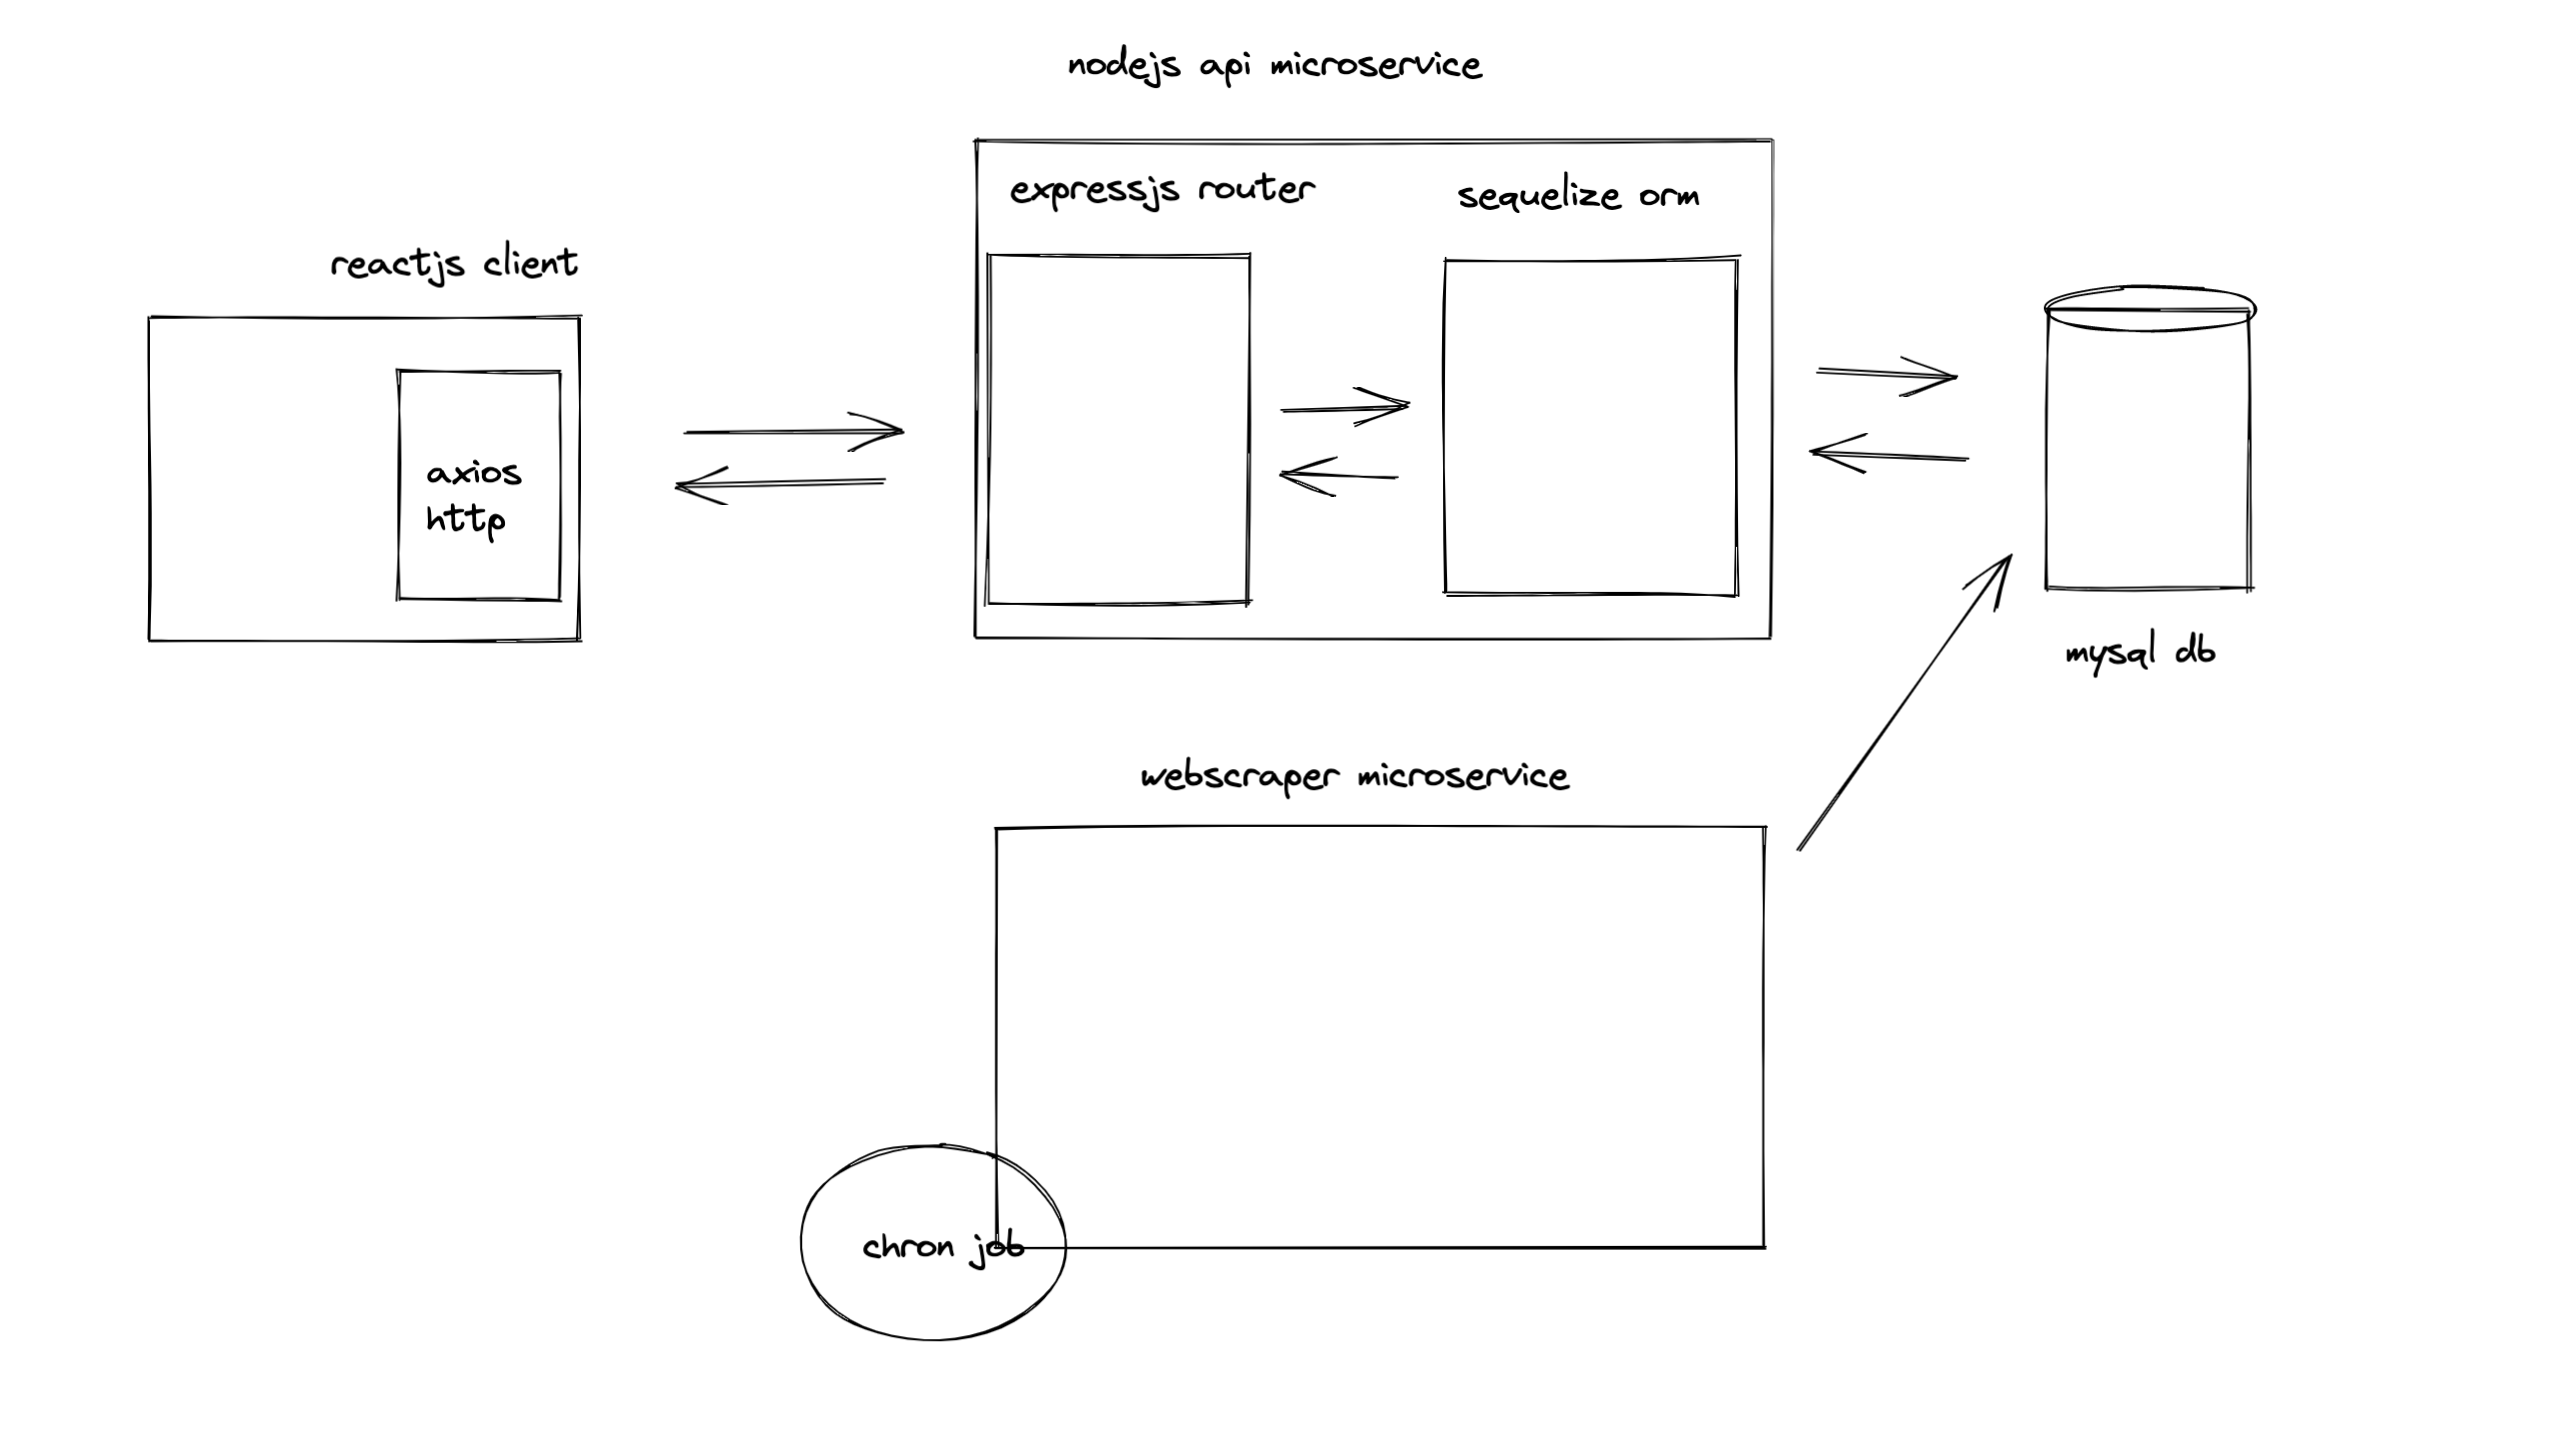 nodejs api microservice
expressjs router
sequelize orm
reactjs client
axios
http
mysql db
webscraper microservice
chron job